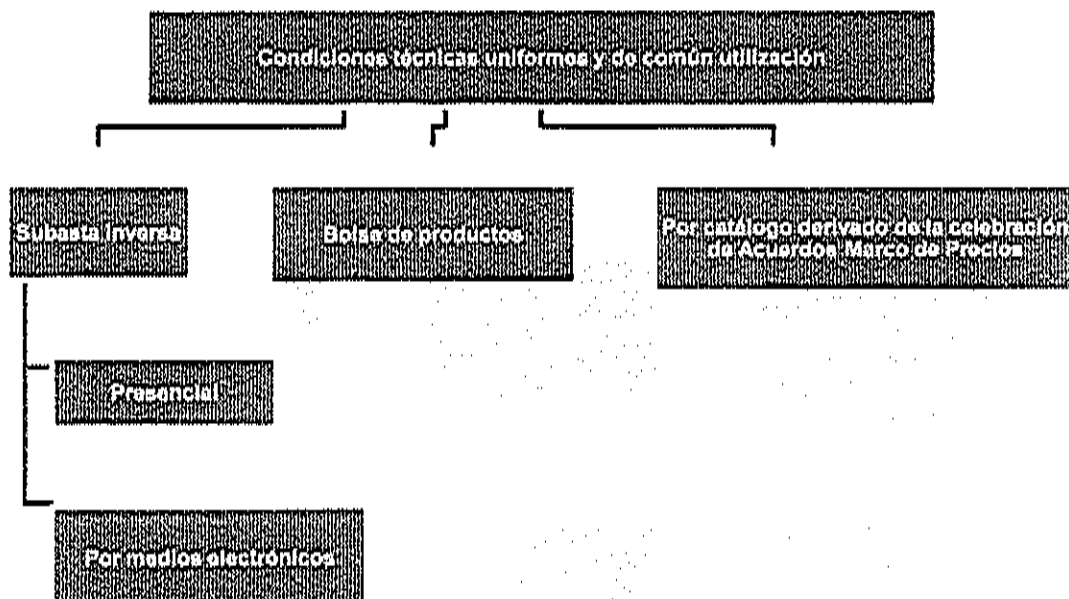 Condiciones técnicas uniformes y de común utilización
Subasta inversa
Bolsa de productos
Por catálogo derivado de la celebración
de Acuerdos Marco de Precios
Presencial
Por medios electrónicos